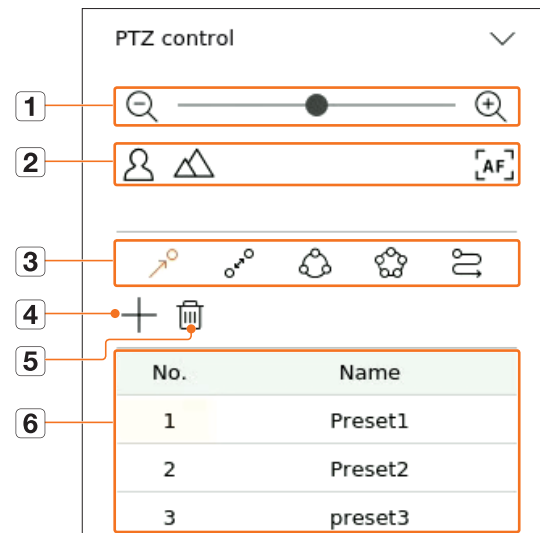 PTZ control
1
2
AF
3
4
5
6
No. Name
1 Preset1
2 Preset2
3 preset3